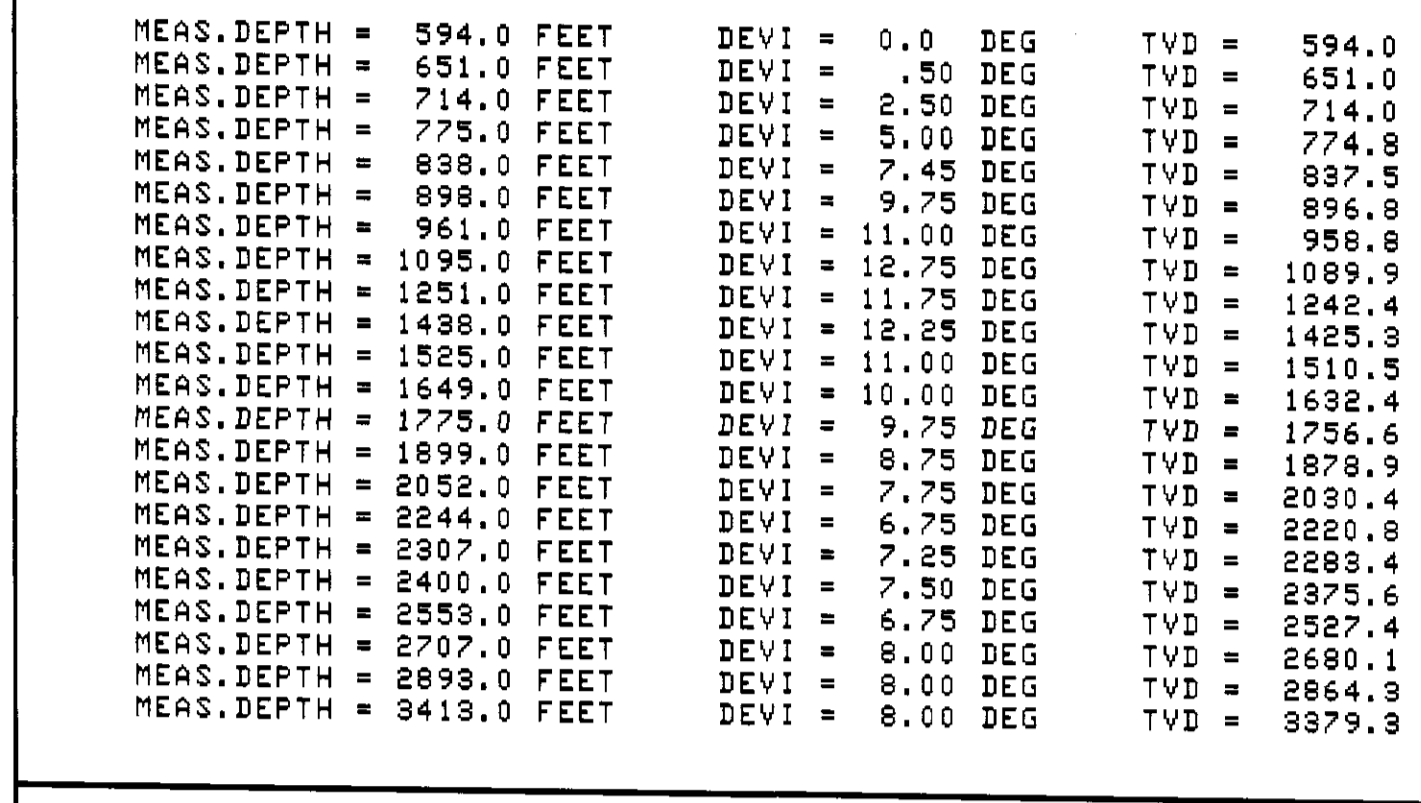 MEAS.DEPTH = 594.0 FEET DEVI = 0.0 DEG TVD = 594.0
MEAS.DEPTH = 651.0 FEET DEVI = .50 DEG TVD = 651.0
MEAS.DEPTH = 714.0 FEET DEVI = 2.50 DEG TVD = 714.0
MEAS.DEPTH = 775.0 FEET DEVI = 5.00 DEG TVD = 774.8
MEAS.DEPTH = 838.0 FEET DEVI = 7.45 DEG TVD = 837.5
MEAS.DEPTH = 898.0 FEET DEVI = 9.75 DEG TVD = 896.8
MEAS.DEPTH = 961.0 FEET DEVI = 11.00 DEG TVD = 958.8
MEAS.DEPTH = 1095.0 FEET DEVI = 12.75 DEG TVD = 1089.9
MEAS.DEPTH = 1251.0 FEET DEVI = 11.75 DEG TVD = 1242.4
MEAS.DEPTH = 1438.0 FEET DEVI = 12.25 DEG TVD = 1425.3
MEAS.DEPTH = 1525.0 FEET DEVI = 11.00 DEG TVD = 1510.5
MEAS.DEPTH = 1649.0 FEET DEVI = 10.00 DEG TVD = 1632.4
MEAS.DEPTH = 1775.0 FEET DEVI = 9.75 DEG TVD = 1756.6
MEAS.DEPTH = 1899.0 FEET DEVI = 8.75 DEG TVD = 1878.9
MEAS.DEPTH = 2052.0 FEET DEVI = 7.75 DEG TVD = 2030.4
MEAS.DEPTH = 2244.0 FEET DEVI = 6.75 DEG TVD = 2220.8
MEAS.DEPTH = 2307.0 FEET DEVI = 7.25 DEG TVD = 2283.4
MEAS.DEPTH = 2400.0 FEET DEVI = 7.50 DEG TVD = 2375.6
MEAS.DEPTH = 2553.0 FEET DEVI = 6.75 DEG TVD = 2527.4
MEAS.DEPTH = 2707.0 FEET DEVI = 8.00 DEG TVD = 2680.1
MEAS.DEPTH = 2893.0 FEET DEVI = 8.00 DEG TVD = 2864.3
MEAS.DEPTH = 3413.0 FEET DEVI = 8.00 DEG TVD = 3379.3